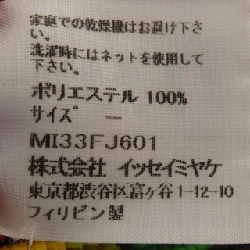 家庭での乾燥機はお避け下さ
い。
洗濯時にはネットを使用して
下さい。
ポリエステル 100%
サイズ ----
MI33FJ601
株式会社 イッセイミヤケ
東京都渋谷区富ヶ谷1-12-10
フィリピン製